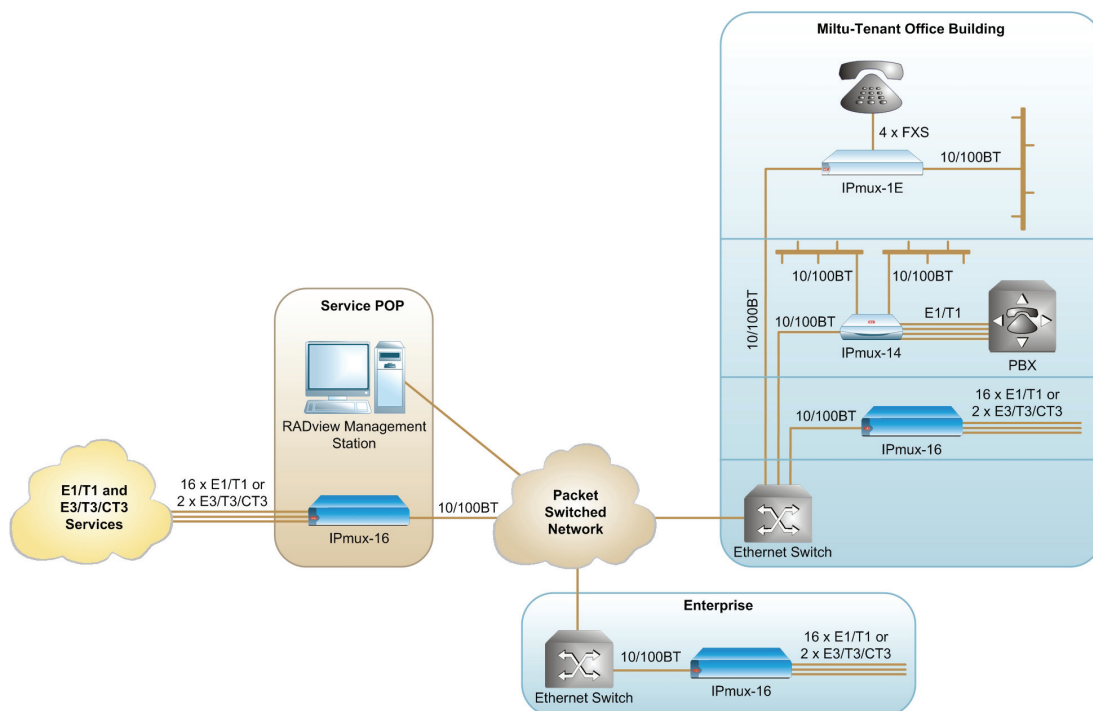 Miltu-Tenant Office Building
4 x FXS
10/100BT
IPmux-1E
10/100BT
10/100BT
10/100BT
10/100BT
E1/T1
IPmux-14
PBX
10/100BT
16 x E1/T1 or
2 x E3/T3/CT3
IPmux-16
Ethernet Switch
Service POP
RADview Management
Station
E1/T1 and
E3/T3/CT3
Services
16 x E1/T1 or
2 x E3/T3/CT3
IPmux-16
10/100BT
Packet
Switched
Network
Enterprise
Ethernet Switch
10/100BT
IPmux-16
16 x E1/T1 or
2 x E3/T3/CT3